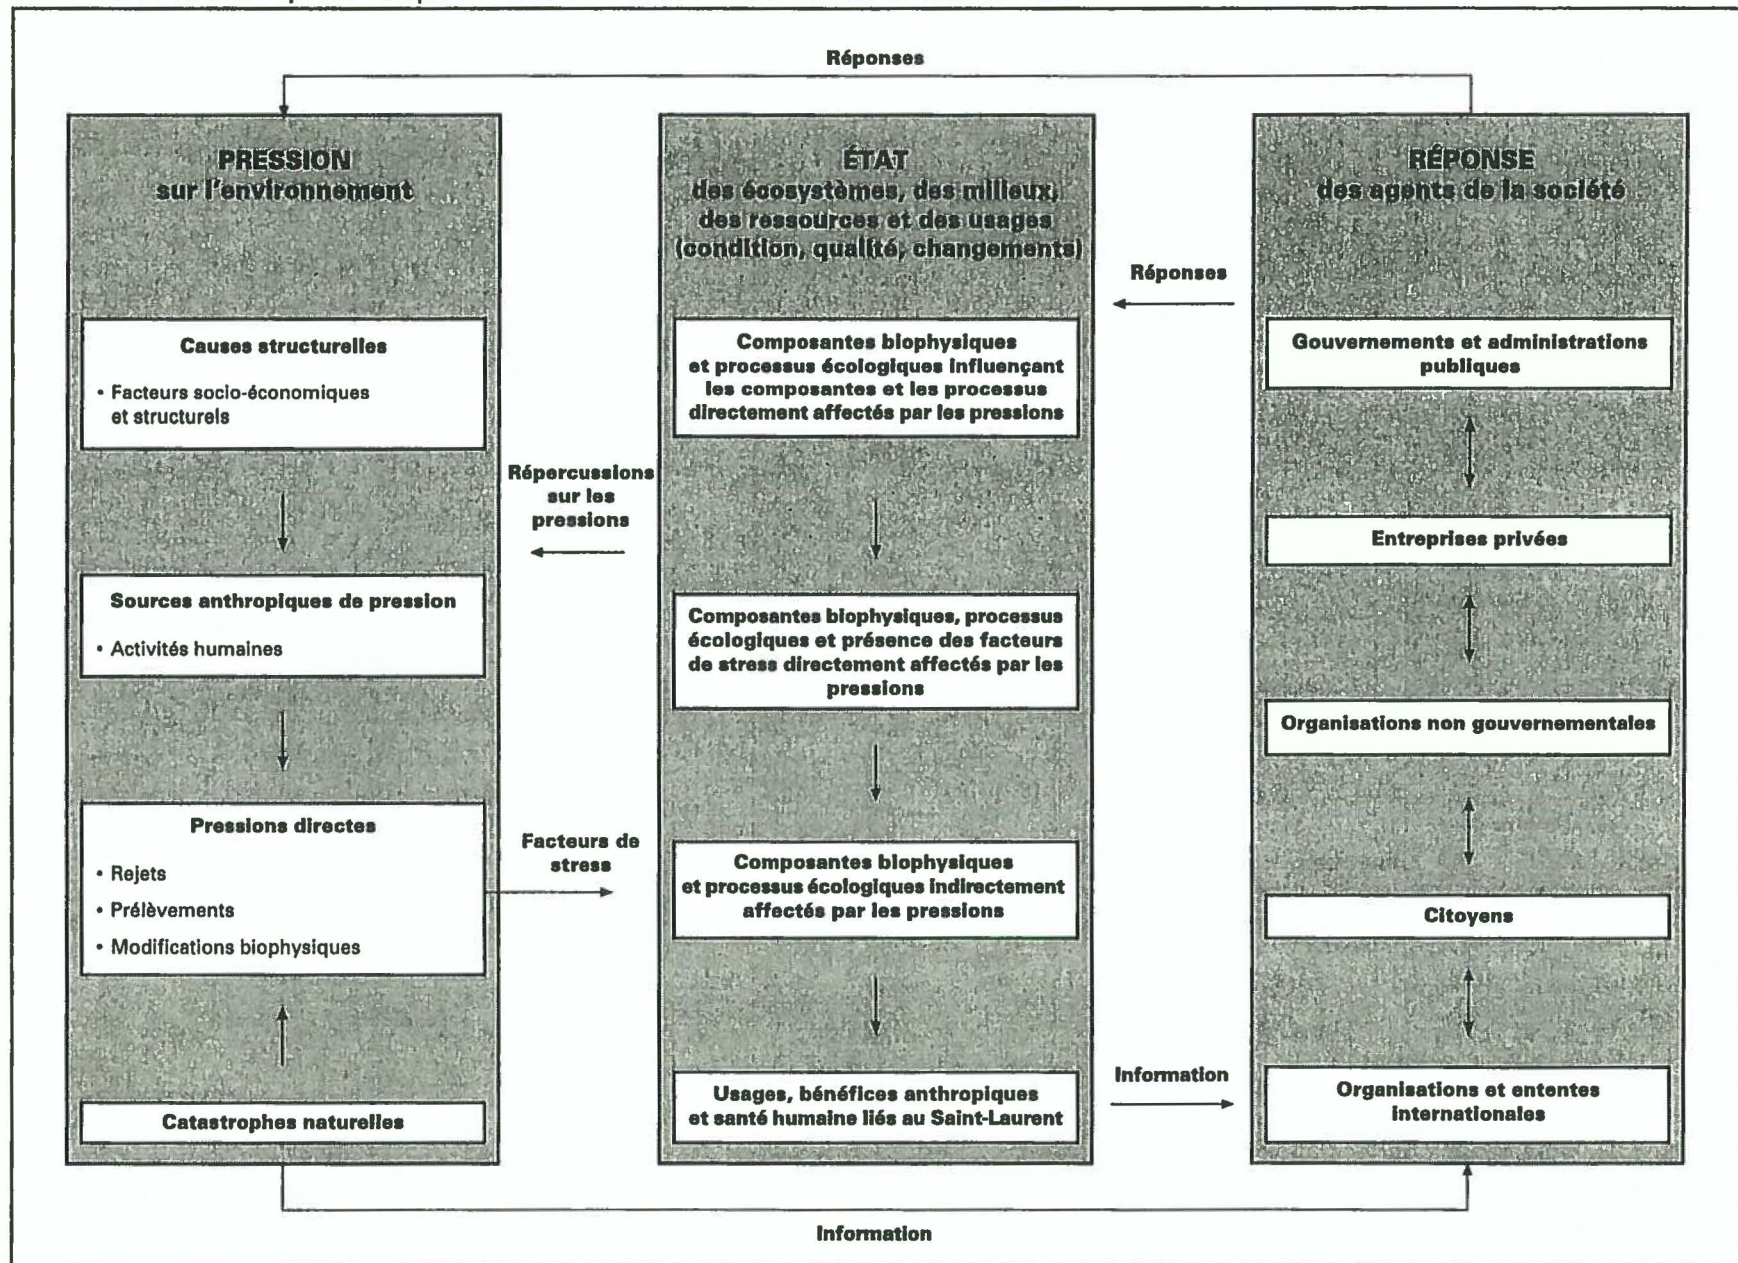 Réponses
PRESSION
sur l'environnement
Causes structurelles
• Facteurs socio-économiques
et structurels
Sources anthropiques de pression
• Activités humaines
Pressions directes
• Rejets
• Prélèvements
• Modifications biophysiques
Catastrophes naturelles
Répercussions
sur les
pressions
Facteurs de
stress
ÉTAT
des écosystèmes, des milieux,
des ressources et des usages
(condition, qualité, changements)
Composantes biophysiques
et processus écologiques influençant
les composantes et les processus
directement affectés par les pressions
Composantes biophysiques, processus
écologiques et présence des facteurs
de stress directement affectés par les
pressions
Composantes biophysiques
et processus écologiques indirectement
affectés par les pressions
Usages, bénéfices anthropiques
et santé humaine liés au Saint-Laurent
Réponses
Information
RÉPONSE
des agents de la société
Gouvernements et administrations
publiques
Entreprises privées
Organisations non gouvernementales
Citoyens
Organisations et ententes
internationales
Information